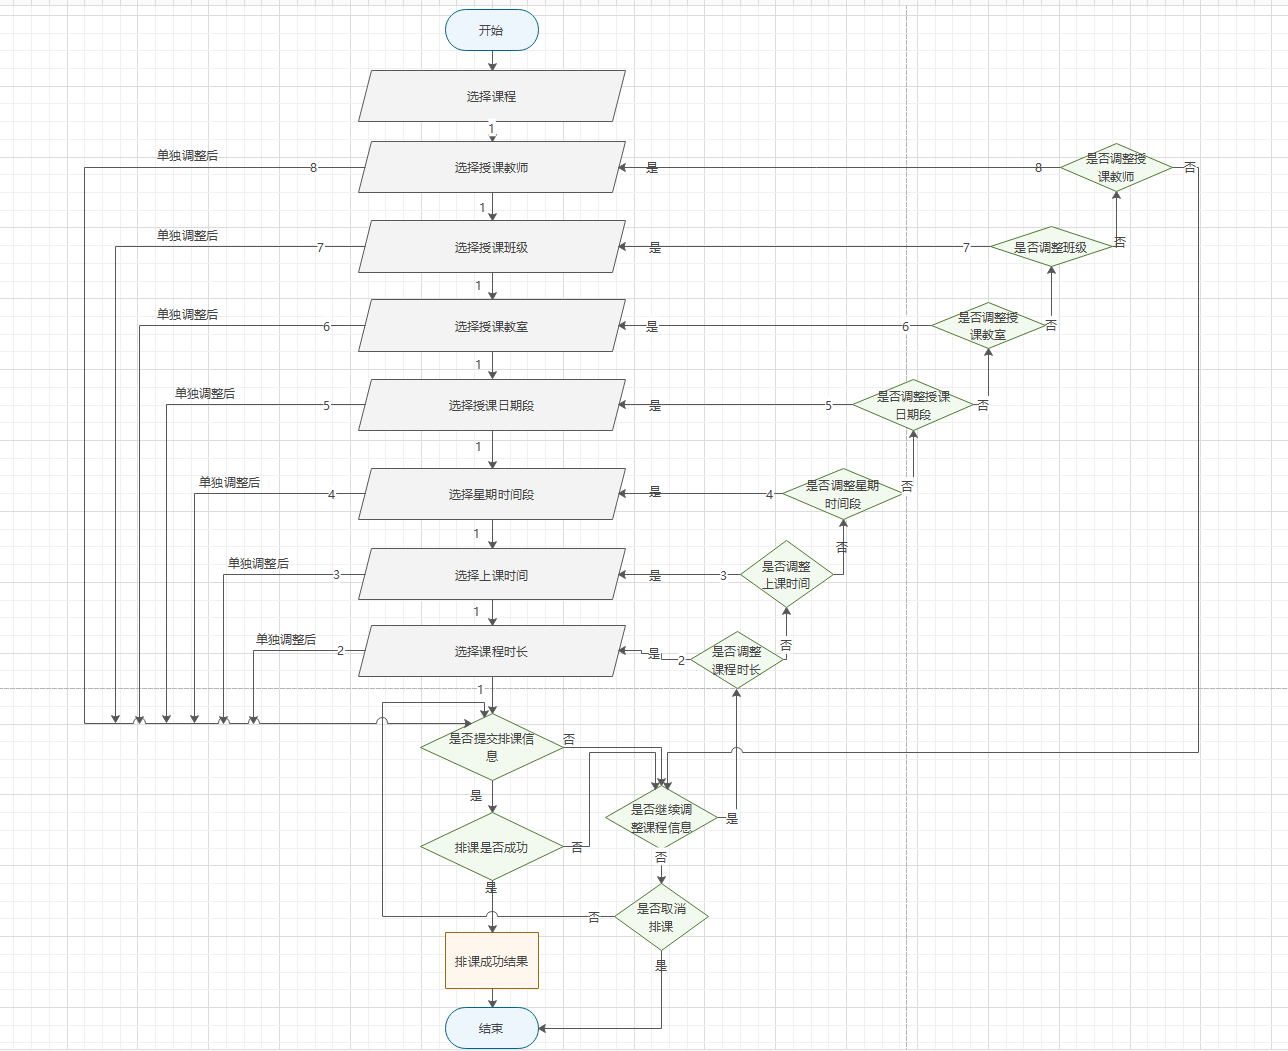 开始
选择课程
1
单独调整后
8
选择授课教师
是
8
是否调整授
课教师
否
1
单独调整后
7
选择授课班级
是
7
是否调整班级
否
1
单独调整后
6
选择授课教室
是
6
是否调整授
课教室
否
1
单独调整后
5
选择授课日期段
是
5
是否调整授课
日期段
否
1
单独调整后
4
选择星期时间段
是
4
是否调整星期
时间段
否
1
单独调整后
3
选择上课时间
是
3
是否调整
上课时间
否
1
单独调整后
2
选择课程时长
是
2
是否调整
课程时长
否
1
是否提交排课信
息
否
是
是否继续调
整课程信息
是
排课是否成功
否
否
是
是否取消
排课
否
排课成功结果
是
结束